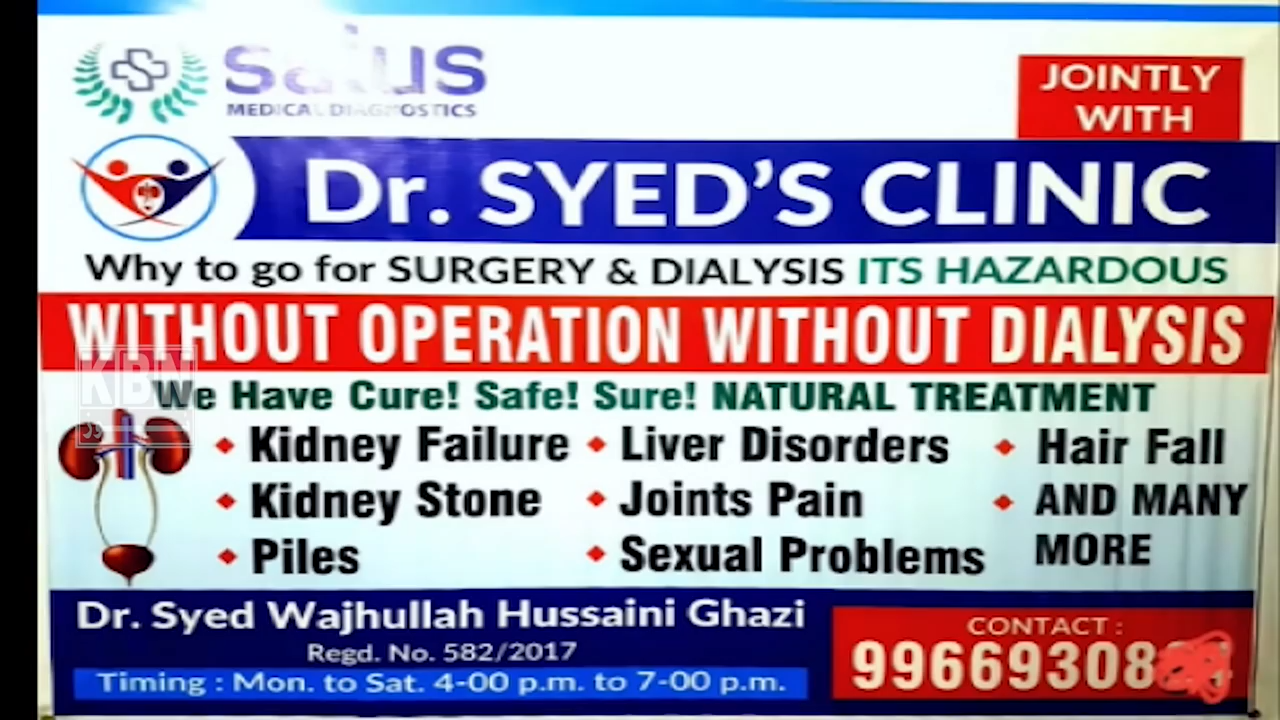 salus
MEDICAL DIAGNOSTICS
JOINTLY
WITH
Dr. SYED'S CLINIC
Why to go for SURGERY & DIALYSIS ITS HAZARDOUS
WITHOUT OPERATION WITHOUT DIALYSIS
KBN
We Have Cure! Safe! Sure! NATURAL TREATMENT
• Kidney Failure • Liver Disorders • Hair Fall
• Kidney Stone • Joints Pain • AND MANY
• Piles • Sexual Problems MORE
Dr. Syed Wajhullah Hussaini Ghazi
Regd. No. 582/2017
Timing : Mon. to Sat. 4-00 p.m. to 7-00 p.m.
CONTACT :
99669308